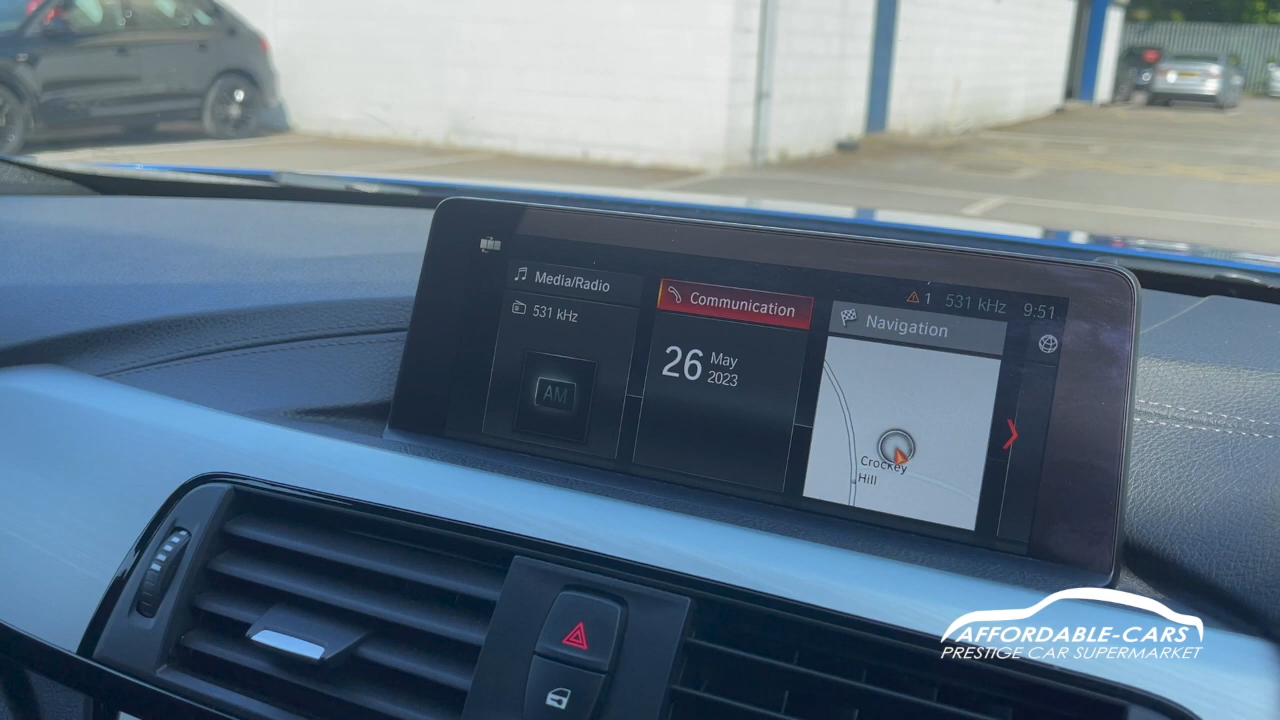 Media/Radio
531 kHz
AM
Communication
26 May
2023
1 531 kHz 9:51
Navigation
Crockey
Hill
AFFORDABLE-CARS
PRESTIGE CAR SUPERMARKET